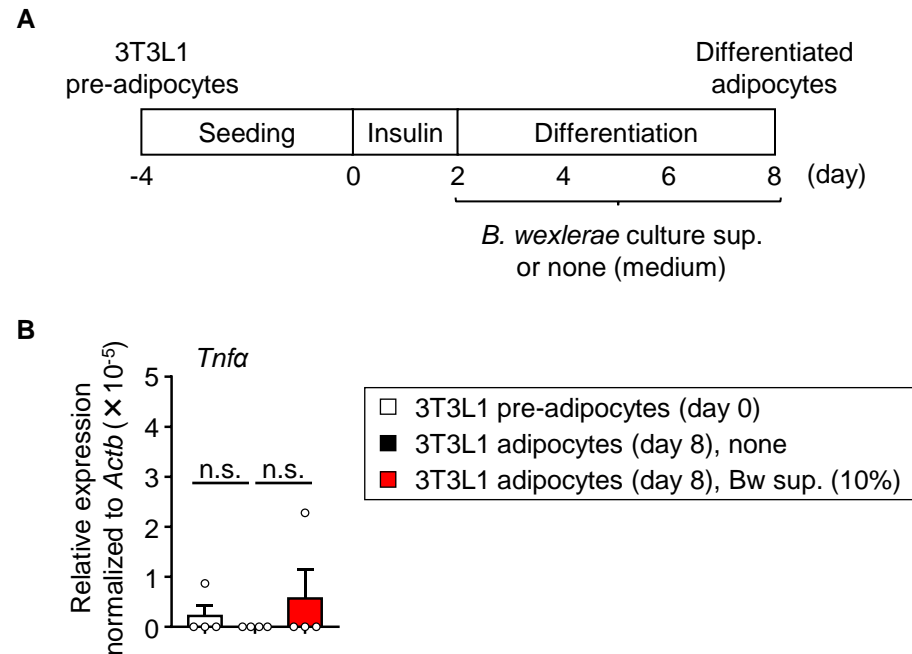 A
3T3L1
pre-adipocytes
Differentiated
adipocytes
Seeding Insulin Differentiation
-4 0 2 4 6 8 (day)
B. wexlerae culture sup.
or none (medium)
B
Tnfα
Relative expression
normalized to Actb (×10-5)
5
4
3
2
1
0
n.s. n.s.
3T3L1 pre-adipocytes (day 0)
3T3L1 adipocytes (day 8), none
3T3L1 adipocytes (day 8), Bw sup. (10%)